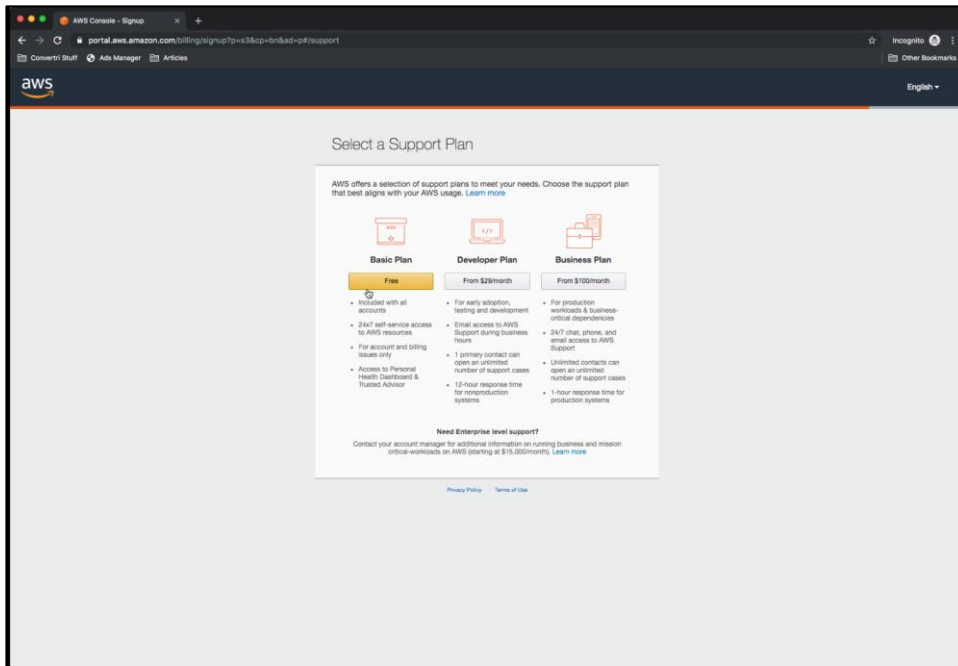 AWS Console - Signup
portal.aws.amazon.com/billing/signup?p=s3&cp=bn&ad=p#/support
Incognito
Convertri Stuff
Ads Manager
Articles
Other Bookmarks
aws
English
Select a Support Plan
AWS offers a selection of support plans to meet your needs. Choose the support plan
that best aligns with your AWS usage. Learn more
Basic Plan
Free
• Included with all
accounts
• 24x7 self-service access
to AWS resources
• For account and billing
issues only
• Access to Personal
Health Dashboard &
Trusted Advisor
Developer Plan
From $29/month
• For early adoption,
testing and development
• Email access to AWS
Support during business
hours
• 1 primary contact can
open an unlimited
number of support cases
• 12-hour response time
for nonproduction
systems
Business Plan
From $100/month
• For production
workloads & business-
critical dependencies
• 24/7 chat, phone, and
email access to AWS
Support
• Unlimited contacts can
open an unlimited
number of support cases
• 1-hour response time for
production systems
Need Enterprise level support?
Contact your account manager for additional information on running business and mission
critical-workloads on AWS (starting at $15,000/month). Learn more
Privacy Policy
Terms of Use